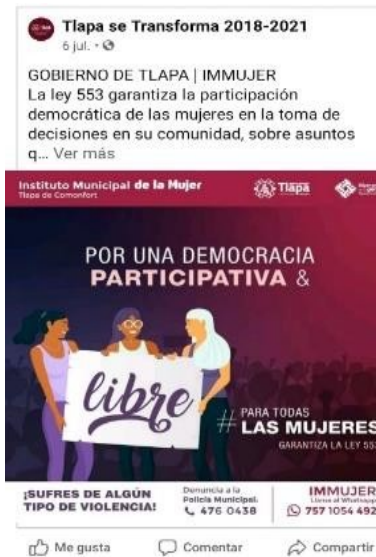 Tlapa se Transforma 2018-2021
6 jul. ·
GOBIERNO DE TLAPA | IMMUJER
La ley 553 garantiza la participación
democrática de las mujeres en la toma de
decisiones en su comunidad, sobre asuntos
q... Ver más
Instituto Municipal de la Mujer
Tlapa de Comonfort
Tlapa
POR UNA DEMOCRACIA
PARTICIPATIVA &
libre
# PARA TODAS
LAS MUJERES
GARANTIZA LA LEY 553
¡SUFRES DE ALGÚN
TIPO DE VIOLENCIA!
Denuncia a la
Policía Municipal.
476 0438
IMMUJER
Llama al Whatsapp
757 1054 492
Me gusta
Comentar
Compartir